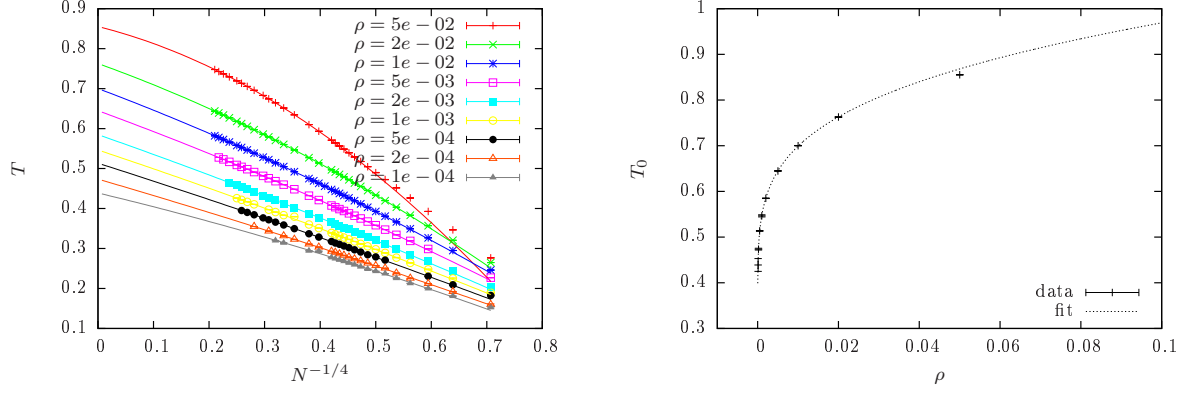 0.9
0.8
0.7
0.6
0.5
0.4
0.3
0.2
0.1
T
0 0.1 0.2 0.3 0.4 0.5 0.6 0.7 0.8
N^{-1/4}
ρ = 5e − 02
ρ = 2e − 02
ρ = 1e − 02
ρ = 5e − 03
ρ = 2e − 03
ρ = 1e − 03
ρ = 5e − 04
ρ = 2e − 04
ρ = 1e − 04
1
0.9
0.8
0.7
0.6
0.5
0.4
0.3
T_0
0 0.02 0.04 0.06 0.08 0.1
ρ
data
fit